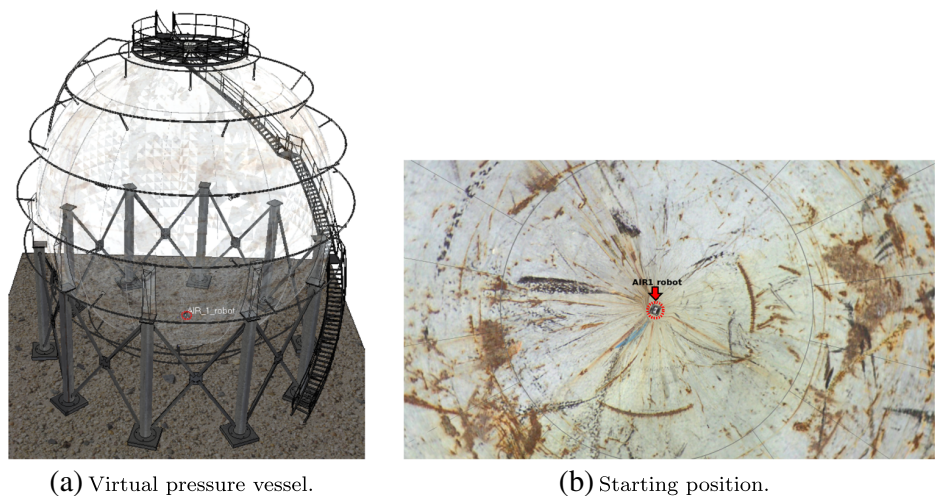 AIR1_robot
AIR_1_robot
(a) Virtual pressure vessel.
(b) Starting position.